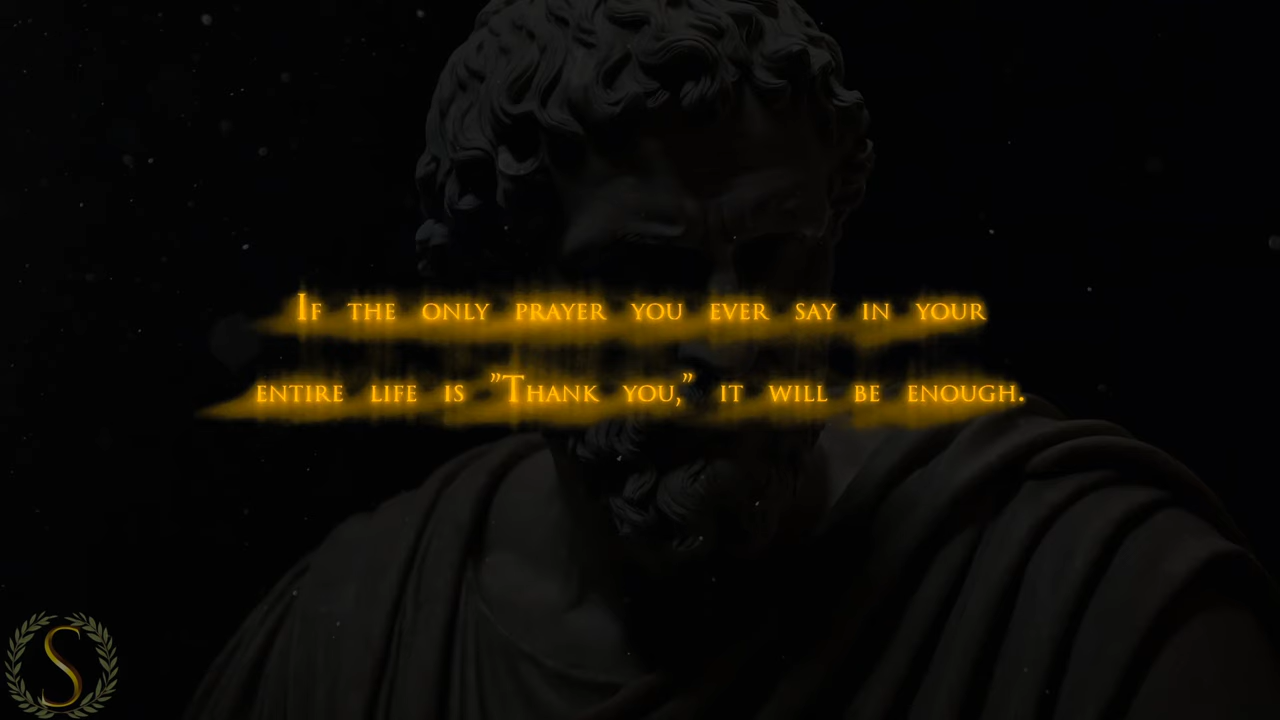 If the only prayer you ever say in your
entire life is ”Thank you,” it will be enough.
S